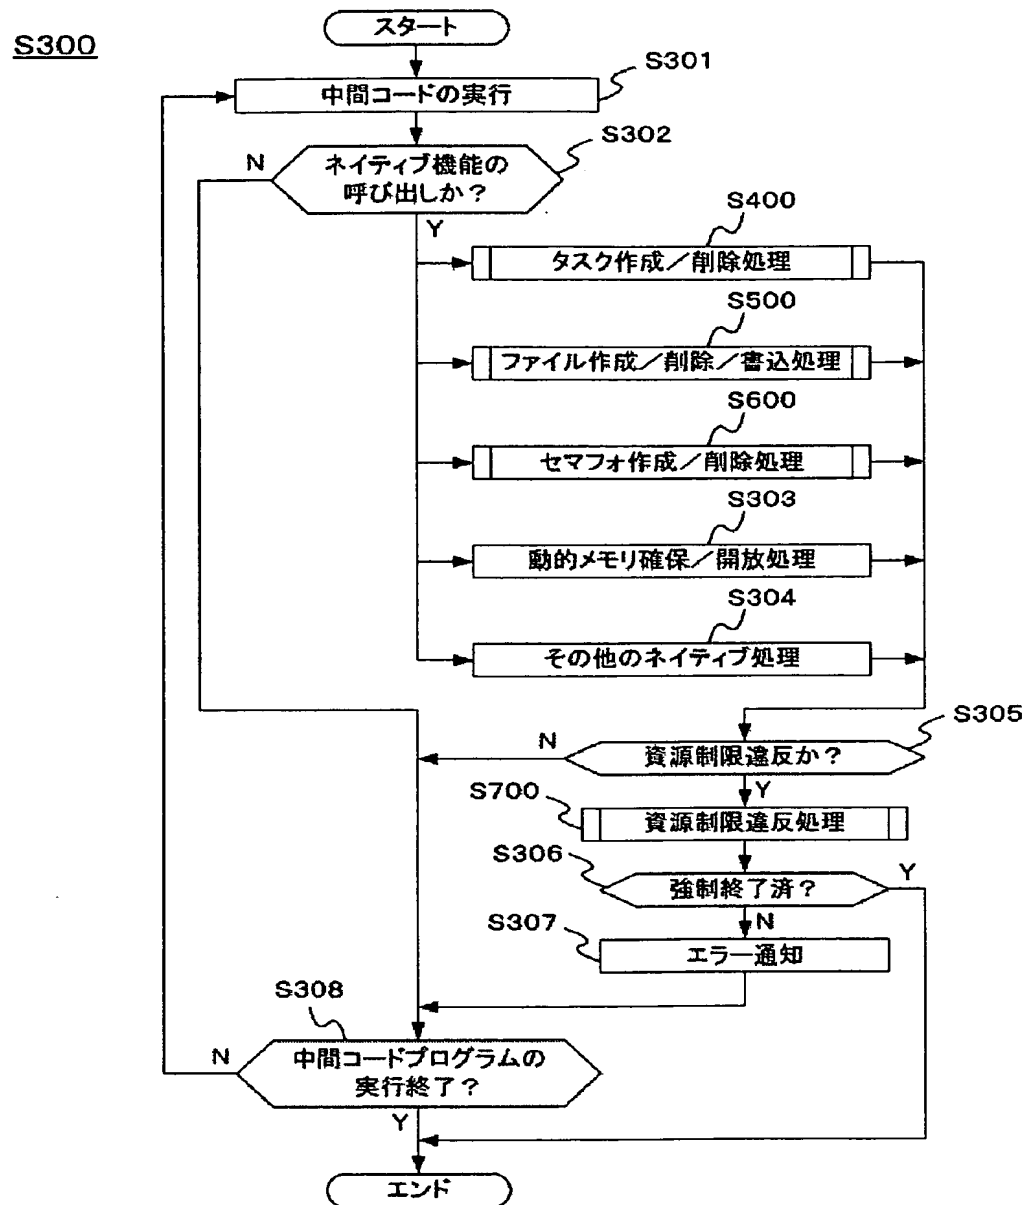 S300
スタート
S301
中間コードの実行
S302
N
ネイティブ機能の
呼び出しか？
Y
S400
タスク作成／削除処理
S500
ファイル作成／削除／書込処理
S600
セマフォ作成／削除処理
S303
動的メモリ確保／開放処理
S304
その他のネイティブ処理
S305
N
資源制限違反か？
Y
S700
資源制限違反処理
S306
強制終了済？
Y
N
S307
エラー通知
S308
N
中間コードプログラムの
実行終了？
Y
エンド